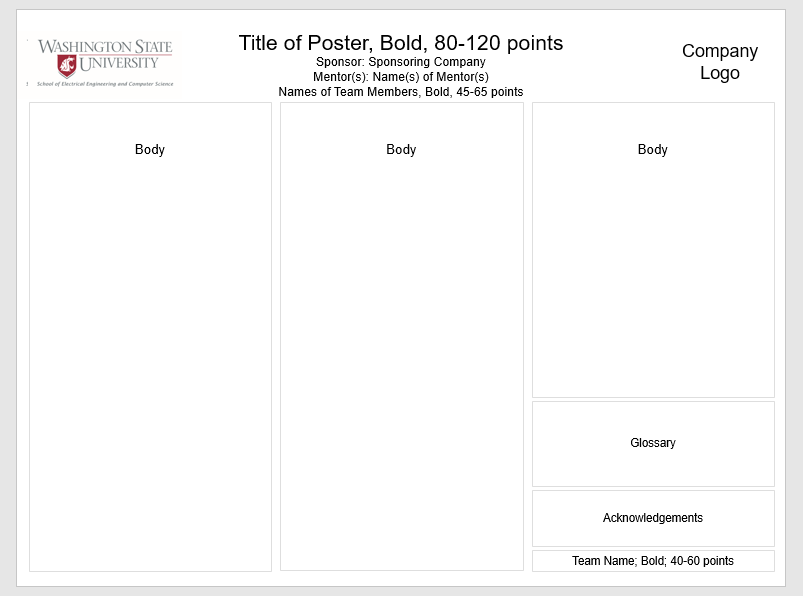 WASHINGTON STATE
UNIVERSITY
School of Electrical Engineering and Computer Science
Title of Poster, Bold, 80-120 points
Sponsor: Sponsoring Company
Mentor(s): Name(s) of Mentor(s)
Names of Team Members, Bold, 45-65 points
Company
Logo
Body
Body
Body
Glossary
Acknowledgements
Team Name; Bold; 40-60 points